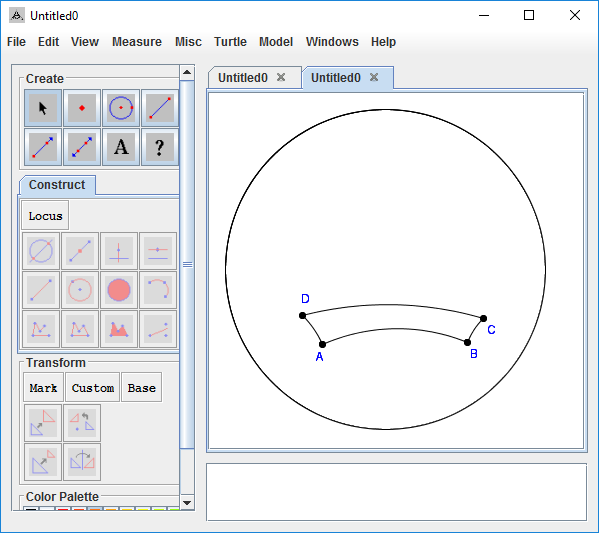 Untitled0
File Edit View Measure Misc Turtle Model Windows Help
Create
A ?
Construct
Locus
Transform
Mark Custom Base
Color Palette
Untitled0 Untitled0
D
C
A
B